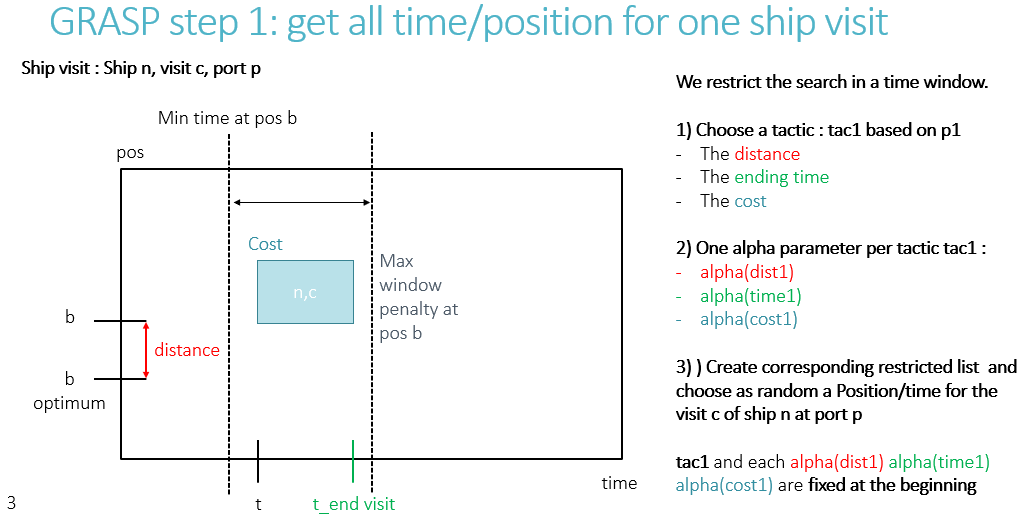 GRASP step 1: get all time/position for one ship visit
Ship visit : Ship n, visit c, port p
Min time at pos b
pos
Cost
n,c
Max
window
penalty at
pos b
b
distance
b
optimum
t
t_end visit
time
3
We restrict the search in a time window.
1) Choose a tactic : tac1 based on p1
- The distance
- The ending time
- The cost
2) One alpha parameter per tactic tac1 :
- alpha(dist1)
- alpha(time1)
- alpha(cost1)
3) ) Create corresponding restricted list and
choose as random a Position/time for the
visit c of ship n at port p
tac1 and each alpha(dist1) alpha(time1)
alpha(cost1) are fixed at the beginning